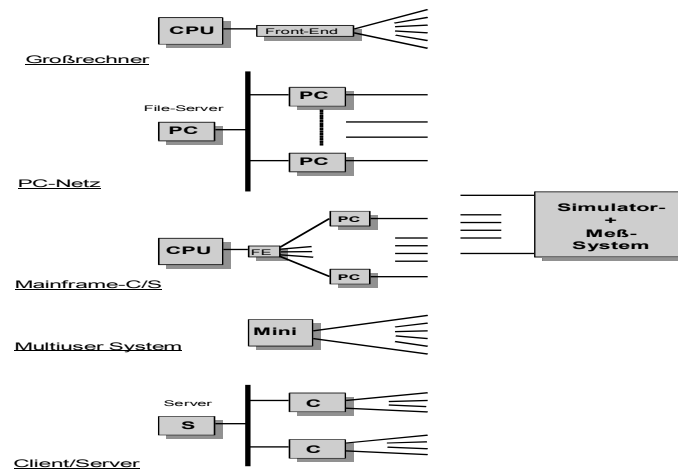 CPU
Front-End
Großrechner
PC
File-Server
PC
PC
PC-Netz
PC
CPU
FE
PC
Mainframe-C/S
Simulator-
+
Meß-
System
Mini
Multiuser System
Server
C
S
C
Client/Server